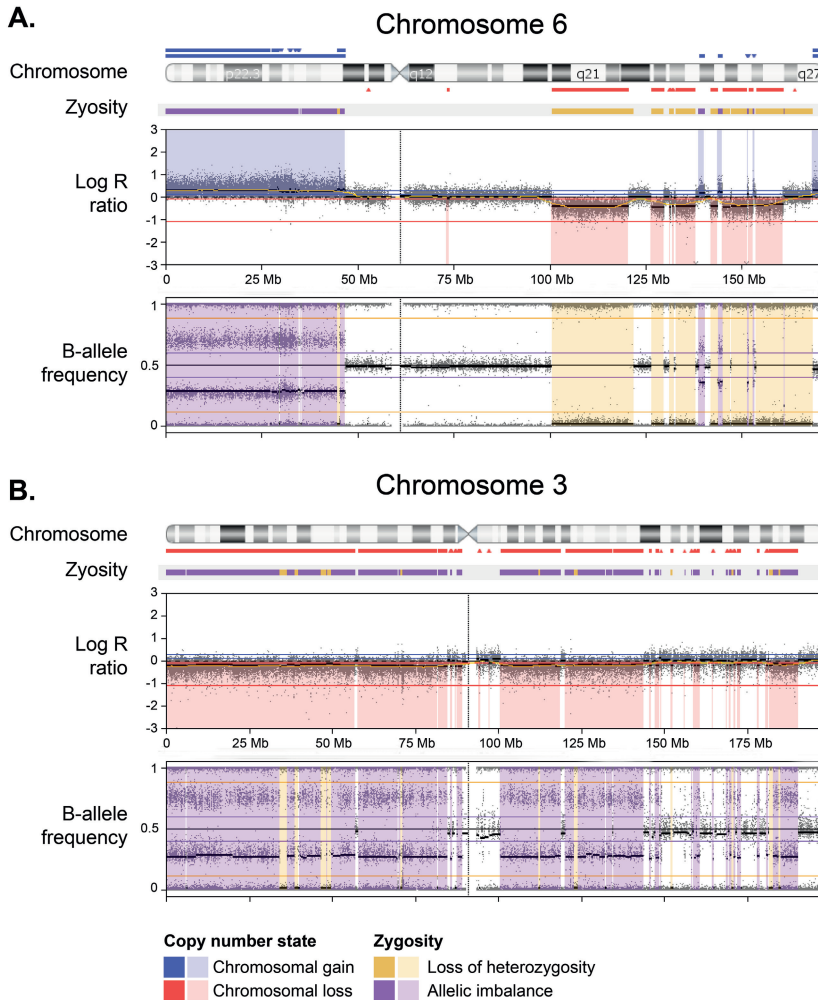 A.
Chromosome 6
Chromosome
p22.3 q12 q21 q27
Zyosity
Log R
ratio
3
2
1
0
-1
-2
-3
0 25 Mb 50 Mb 75 Mb 100 Mb 125 Mb 150 Mb
B-allele
frequency
1
0.5
0
B.
Chromosome 3
Chromosome
Zyosity
Log R
ratio
3
2
1
0
-1
-2
-3
0 25 Mb 50 Mb 75 Mb 100 Mb 125 Mb 150 Mb 175 Mb
B-allele
frequency
1
0.5
0
Copy number state Zygosity
Chromosomal gain Loss of heterozygosity
Chromosomal loss Allelic imbalance